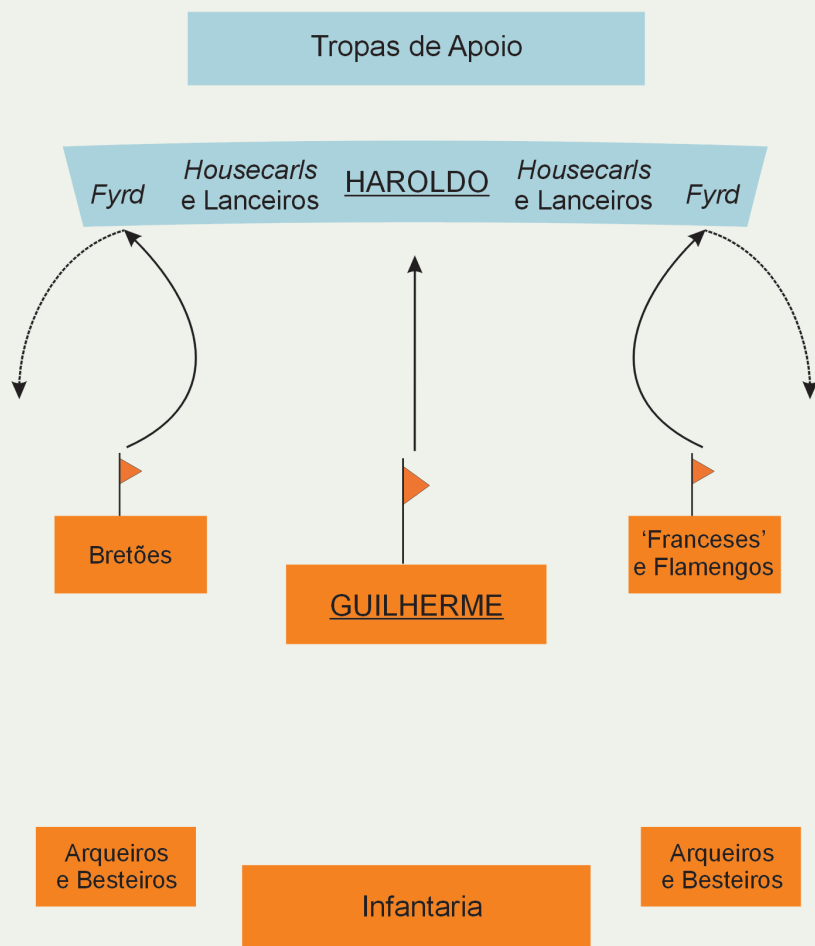 Tropas de Apoio
Fyrd
Housecarls
e Lanceiros
HAROLDO
Housecarls
e Lanceiros
Fyrd
Bretões
GUILHERME
‘Franceses’
e Flamengos
Arqueiros
e Besteiros
Infantaria
Arqueiros
e Besteiros